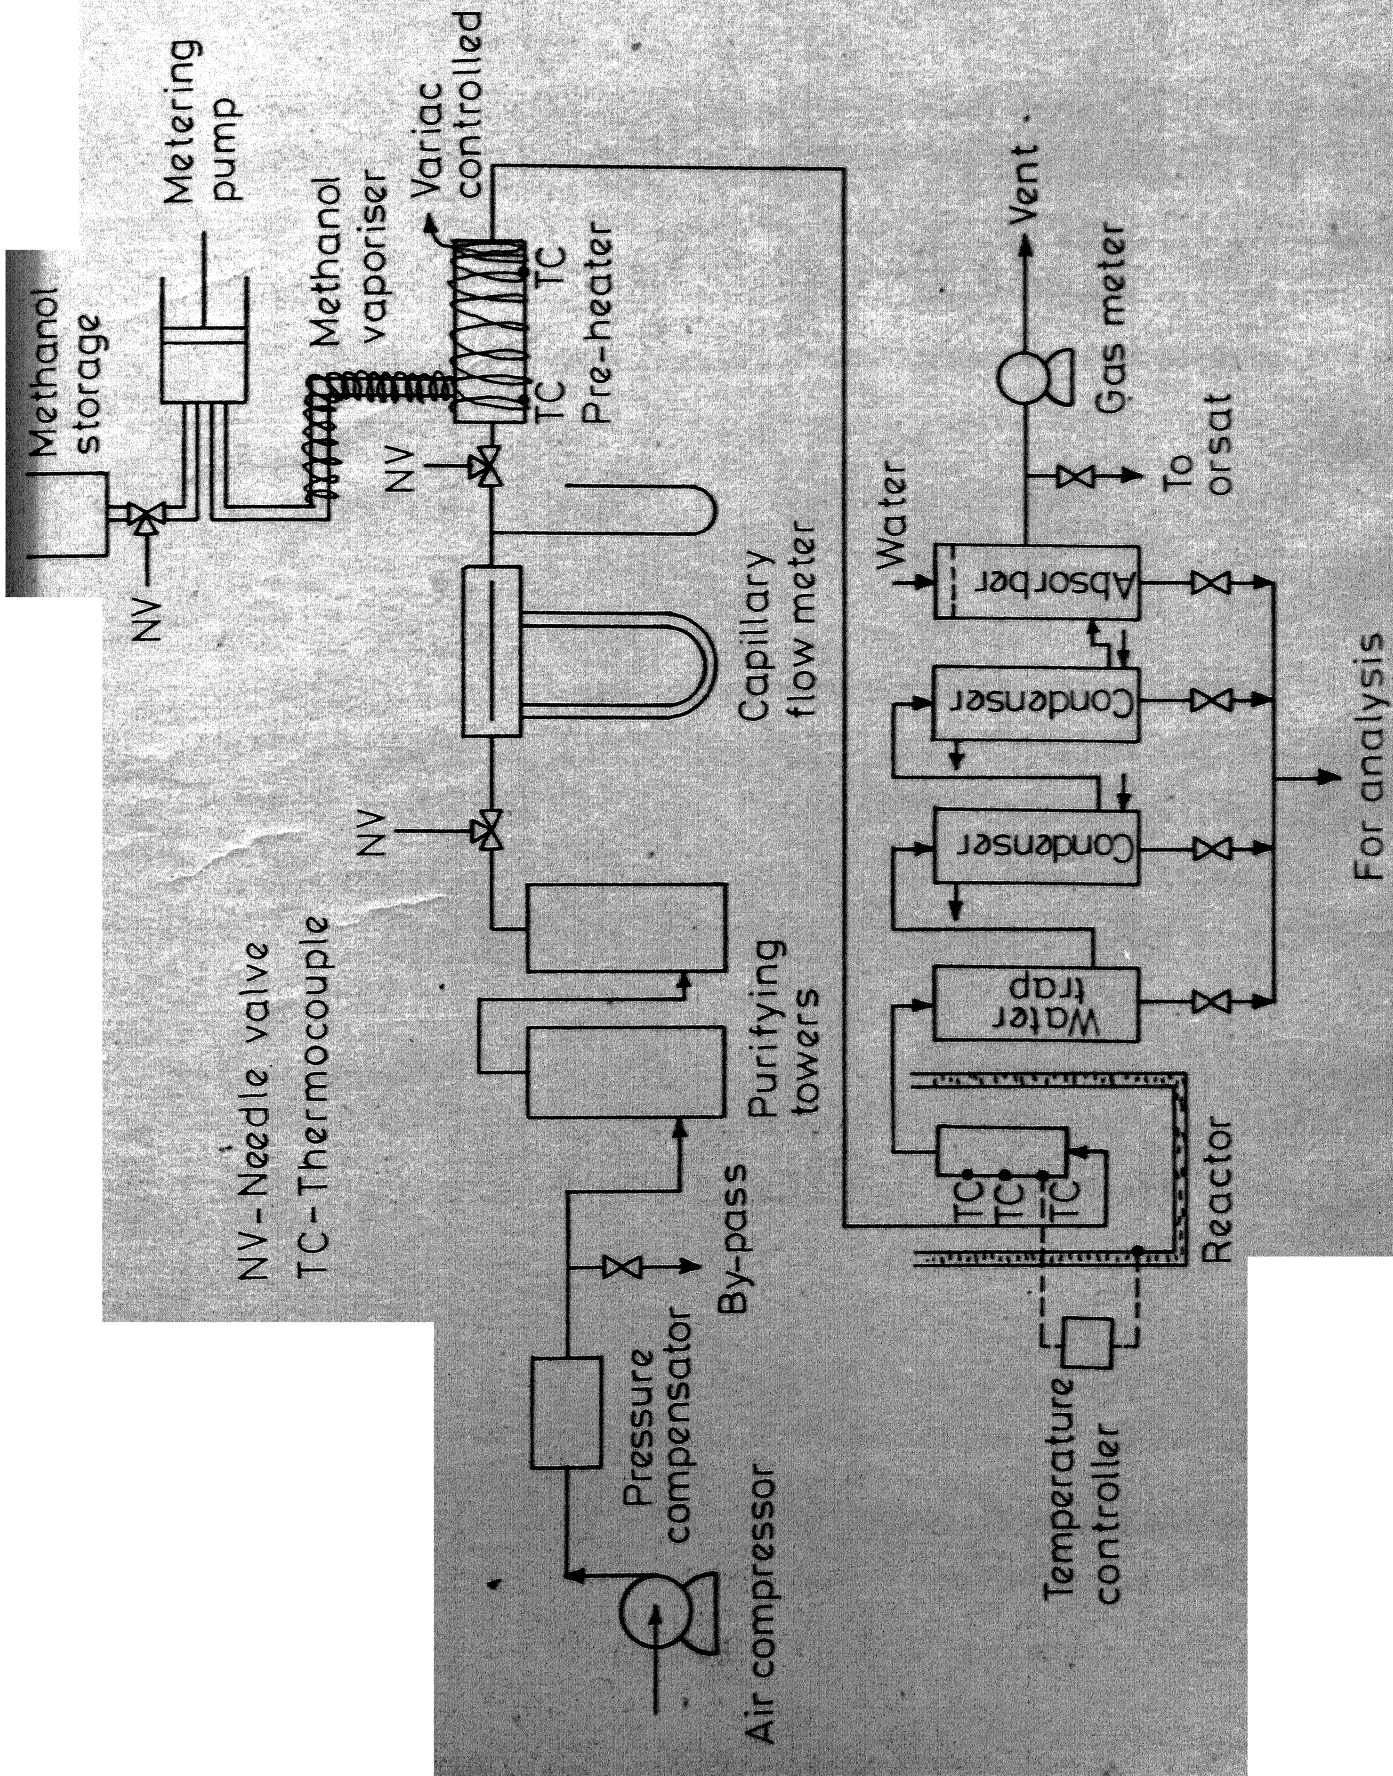 Methanol
storage
Metering
pump
NV
Methanol
vaporiser
Variac
controlled
NV
TC
TC
Pre-heater
NV
Capillary
flow meter
NV - Needle valve
TC - Thermocouple
Purifying
towers
By-pass
Pressure
compensator
Air compressor
Temperature
controller
TC
TC
TC
Reactor
Water
trap
Condenser
Condenser
Absorber
Water
To
orsat
Gas meter
Vent
For analysis